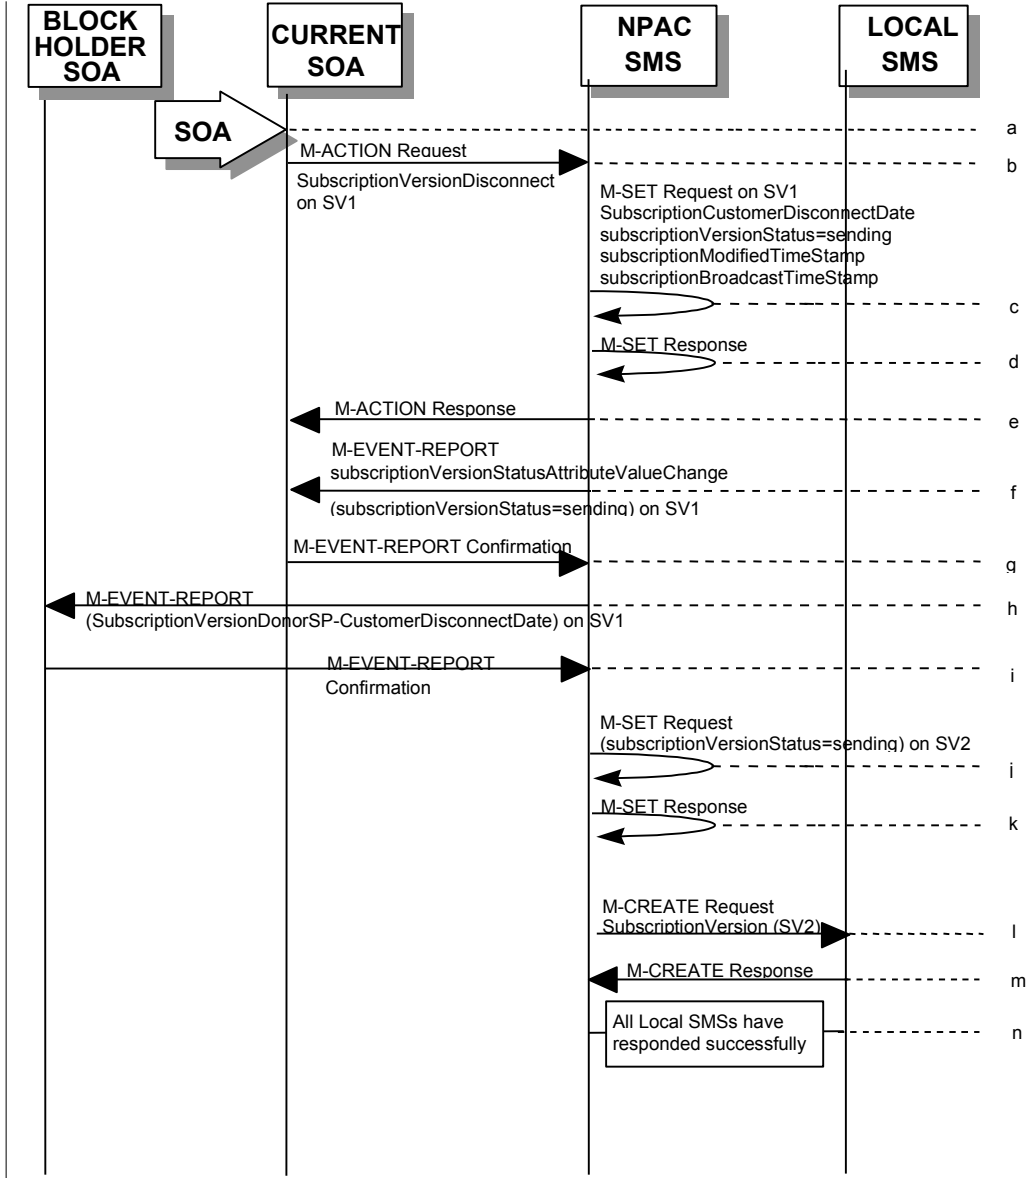 BLOCK
HOLDER
SOA
CURRENT
SOA
NPAC
SMS
LOCAL
SMS
SOA
a
M-ACTION Request
b
SubscriptionVersionDisconnect
on SV1
M-SET Request on SV1
SubscriptionCustomerDisconnectDate
subscriptionVersionStatus=sending
subscriptionModifiedTimeStamp
subscriptionBroadcastTimeStamp
c
M-SET Response
d
M-ACTION Response
e
M-EVENT-REPORT
subscriptionVersionStatusAttributeValueChange
f
(subscriptionVersionStatus=sending) on SV1
M-EVENT-REPORT Confirmation
g
M-EVENT-REPORT
h
(SubscriptionVersionDonorSP-CustomerDisconnectDate) on SV1
M-EVENT-REPORT
Confirmation
i
M-SET Request
(subscriptionVersionStatus=sending) on SV2
j
M-SET Response
k
M-CREATE Request
SubscriptionVersion (SV2)
l
M-CREATE Response
m
All Local SMSs have
responded successfully
n